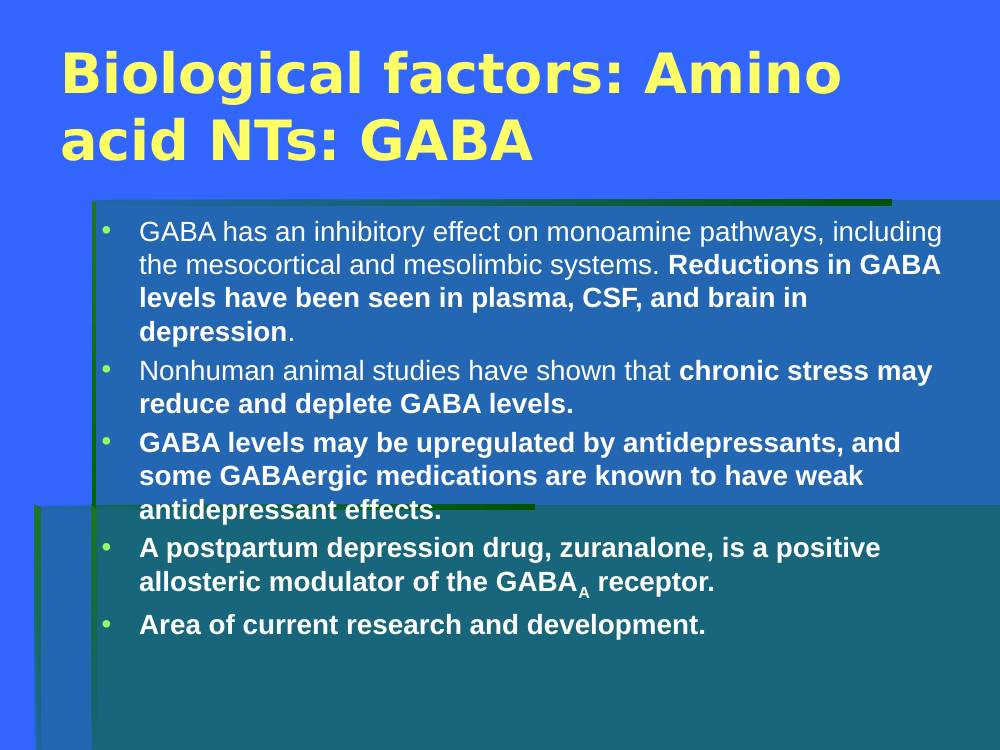 Biological factors: Amino
acid NTs: GABA
• GABA has an inhibitory effect on monoamine pathways, including
the mesocortical and mesolimbic systems. Reductions in GABA
levels have been seen in plasma, CSF, and brain in
depression.
• Nonhuman animal studies have shown that chronic stress may
reduce and deplete GABA levels.
• GABA levels may be upregulated by antidepressants, and
some GABAergic medications are known to have weak
antidepressant effects.
• A postpartum depression drug, zuranalone, is a positive
allosteric modulator of the GABAA receptor.
• Area of current research and development.